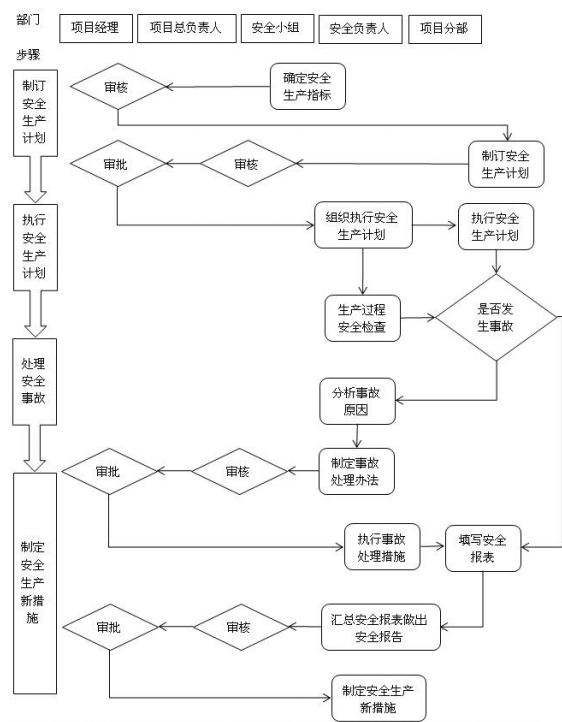 部门
项目经理
项目总负责人
安全小组
安全负责人
项目分部
步骤
制订
安全
生产
计划
审核
确定安全
生产指标
审批
审核
制订安全
生产计划
执行
安全
生产
计划
组织执行安全
生产计划
执行安全
生产计划
生产过程
安全检查
是否发
生事故
处理
安全
事故
分析事故
原因
审批
审核
制定事故
处理办法
制定
安全
生产
新措
施
执行事故
处理措施
填写安全
报表
审批
审核
汇总安全报表做出
安全报告
制定安全生产
新措施